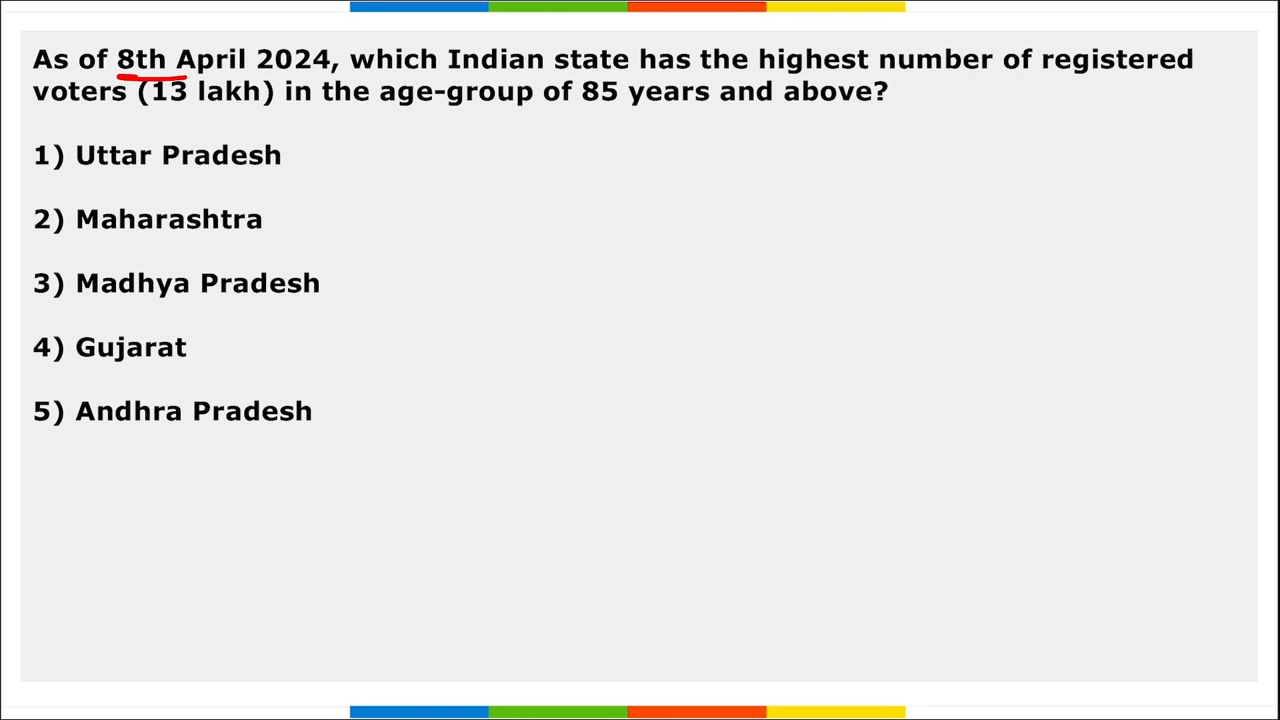 As of 8th April 2024, which Indian state has the highest number of registered
voters (13 lakh) in the age-group of 85 years and above?
1) Uttar Pradesh
2) Maharashtra
3) Madhya Pradesh
4) Gujarat
5) Andhra Pradesh